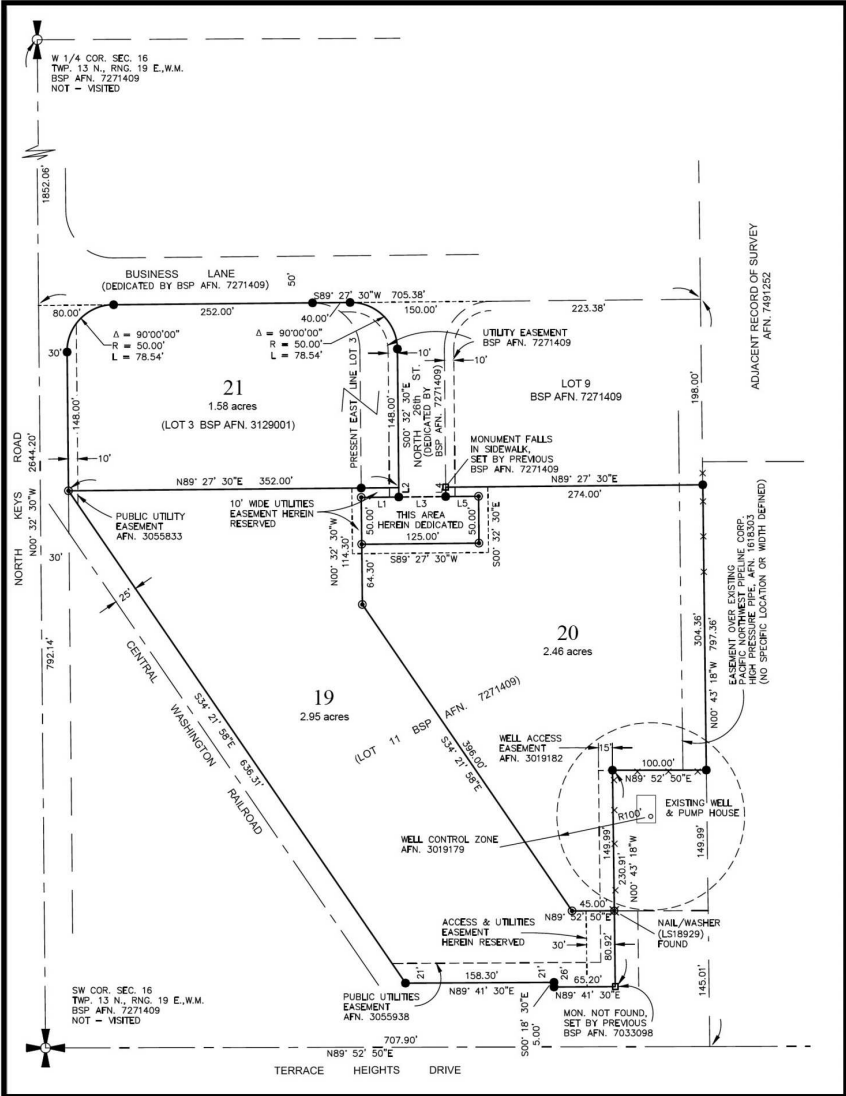 W 1/4 COR. SEC. 16
TWP. 13 N., RNG. 19 E.,W.M.
BSP AFN. 7271409
NOT - VISITED
1852.06'
BUSINESS LANE
(DEDICATED BY BSP AFN. 7271409)
50'
S89° 27' 30"W 705.38'
80.00'
252.00'
40.00'
150.00'
223.38'
Δ = 90°00'00"
R = 50.00'
L = 78.54'
Δ = 90°00'00"
R = 50.00'
L = 78.54'
30'
10'
UTILITY EASEMENT
BSP AFN. 7271409
10'
ADJACENT RECORD OF SURVEY
AFN. 7491252
198.00'
21
1.58 acres
(LOT 3 BSP AFN. 3129001)
148.00'
10'
PRESENT EAST LINE LOT 3
148.00'
S00° 32' 30"E
NORTH 26th ST.
(DEDICATED BY
BSP AFN. 7271409)
LOT 9
BSP AFN. 7271409
MONUMENT FALLS
IN SIDEWALK,
SET BY PREVIOUS
BSP AFN. 7271409
N89° 27' 30"E
274.00'
NORTH KEYS ROAD
N00° 32' 30"W 2644.20'
N89° 27' 30"E 352.00'
L2
L4
L1
L3
L5
PUBLIC UTILITY
EASEMENT
AFN. 3055833
10' WIDE UTILITIES
EASEMENT HEREIN
RESERVED
THIS AREA
HEREIN DEDICATED
50.00'
125.00'
50.00'
S89° 27' 30"W
S00° 32' 30"E
N00° 32' 30"W
114.30'
64.30'
30'
25'
792.14'
CENTRAL WASHINGTON RAILROAD
S34° 21' 58"E 636.31'
19
2.95 acres
(LOT 11 BSP AFN. 7271409)
396.00'
S34° 21' 58"E
20
2.46 acres
304.36'
N00° 43' 18"W 797.36'
EASEMENT OVER EXISTING
PACIFIC NORTHWEST PIPELINE CORP.
HIGH PRESSURE PIPE, AFN. 1618303
(NO SPECIFIC LOCATION OR WIDTH DEFINED)
WELL ACCESS
EASEMENT
AFN. 3019182
15'
100.00'
N89° 52' 50"E
EXISTING WELL
& PUMP HOUSE
R100'
WELL CONTROL ZONE
AFN. 3019179
149.99'
230.91'
N00° 43' 18"W
149.99'
45.00'
N89° 52' 50"E
NAIL/WASHER
(LS18929)
FOUND
ACCESS & UTILITIES
EASEMENT
HEREIN RESERVED
30'
80.92'
145.01'
SW COR. SEC. 16
TWP. 13 N., RNG. 19 E.,W.M.
BSP AFN. 7271409
NOT - VISITED
PUBLIC UTILITIES
EASEMENT
AFN. 3055938
21'
158.30'
N89° 41' 30"E
21'
26'
65.20'
N89° 41' 30"E
S00° 18' 30"E
5.00'
MON. NOT FOUND,
SET BY PREVIOUS
BSP AFN. 7033098
707.90'
N89° 52' 50"E
TERRACE HEIGHTS DRIVE